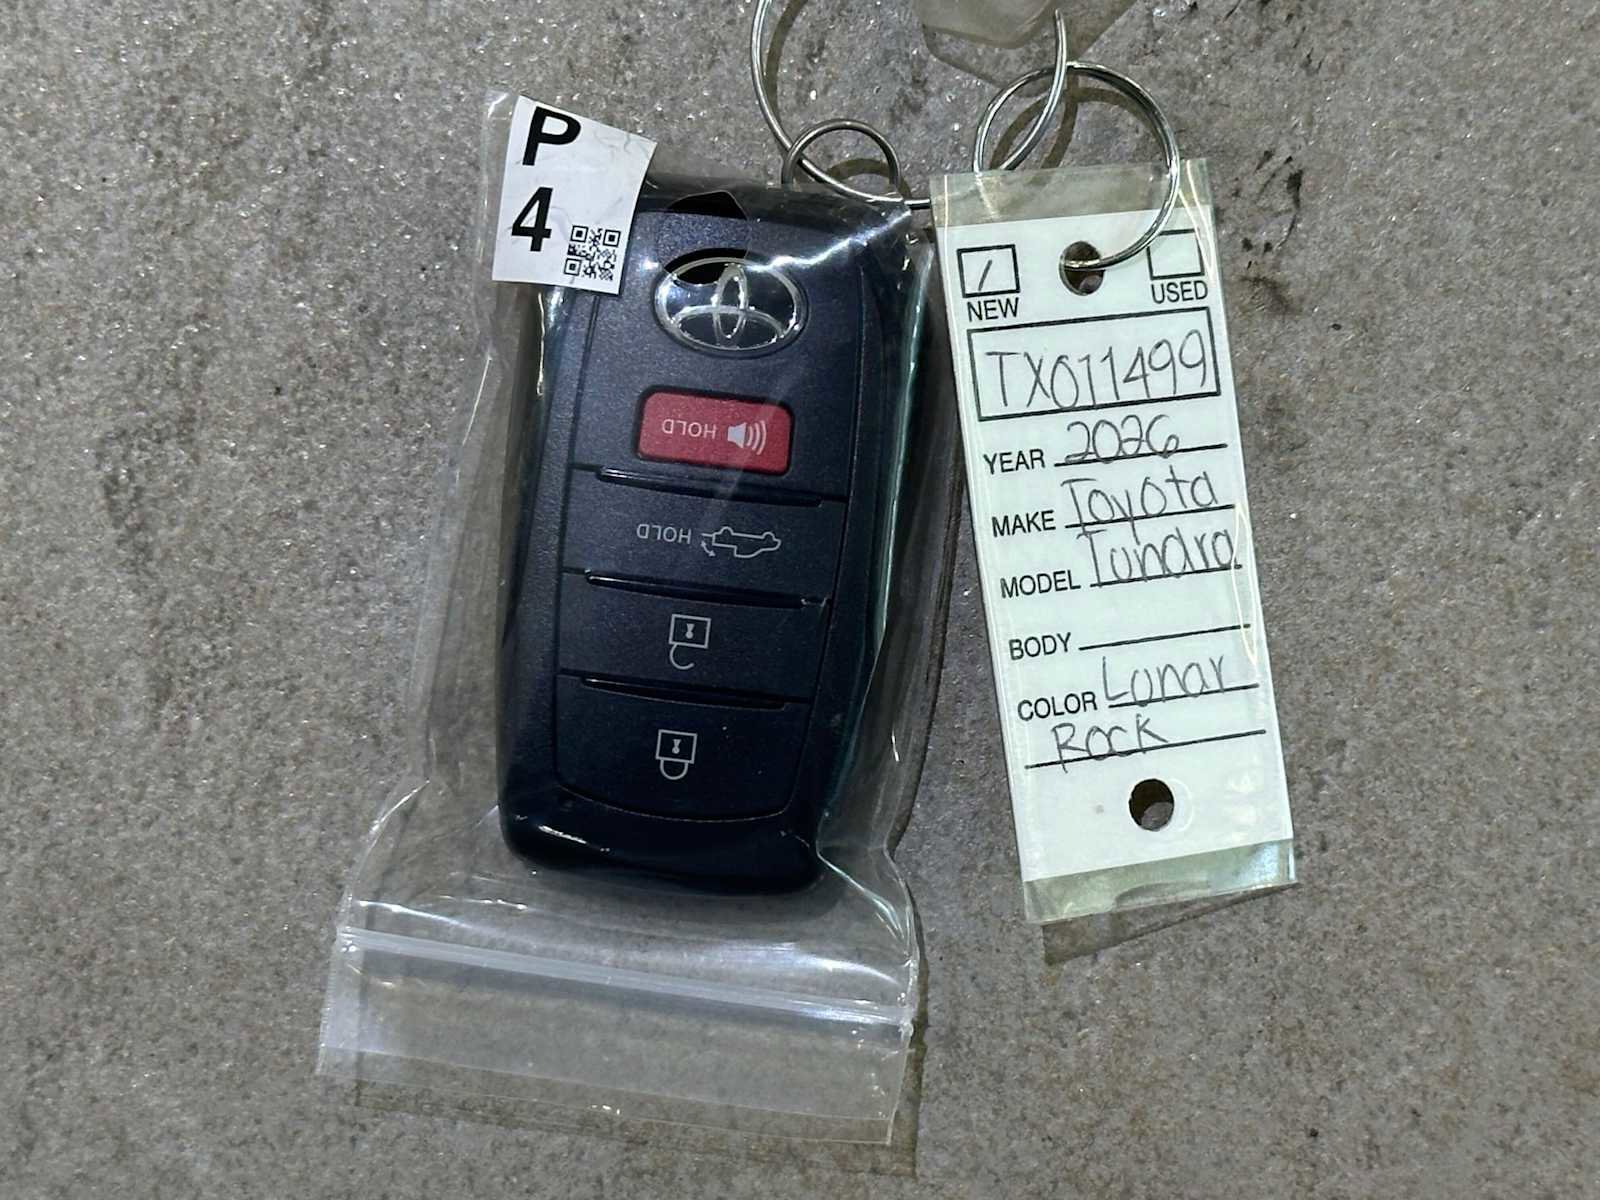 P
4
HOLD
HOLD
NEW
USED
TX011499
YEAR 2026
MAKE Toyota
MODEL Tundra
BODY
COLOR Lunar
Rock